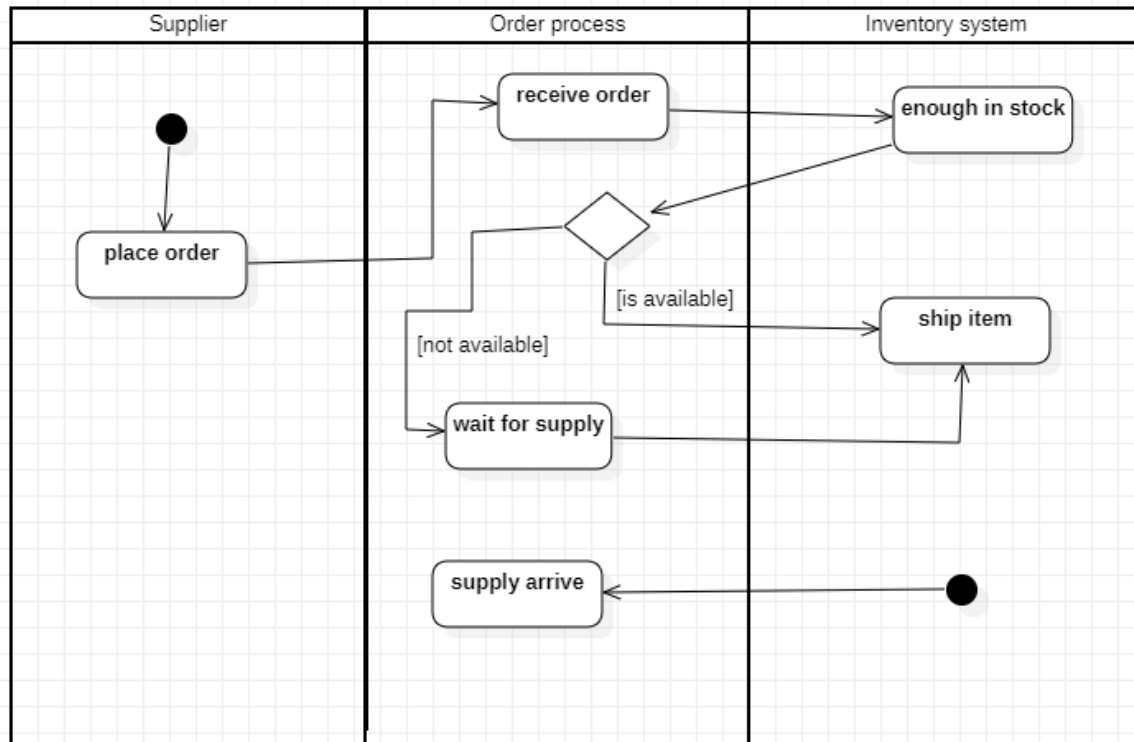 Supplier
Order process
Inventory system
receive order
enough in stock
place order
[is available]
ship item
[not available]
wait for supply
supply arrive